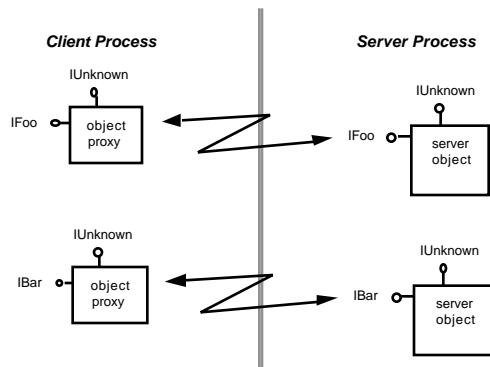 Client Process
Server Process
IUnknown
IFoo
object
proxy
IUnknown
IFoo
server
object
IUnknown
IBar
object
proxy
IUnknown
IBar
server
object